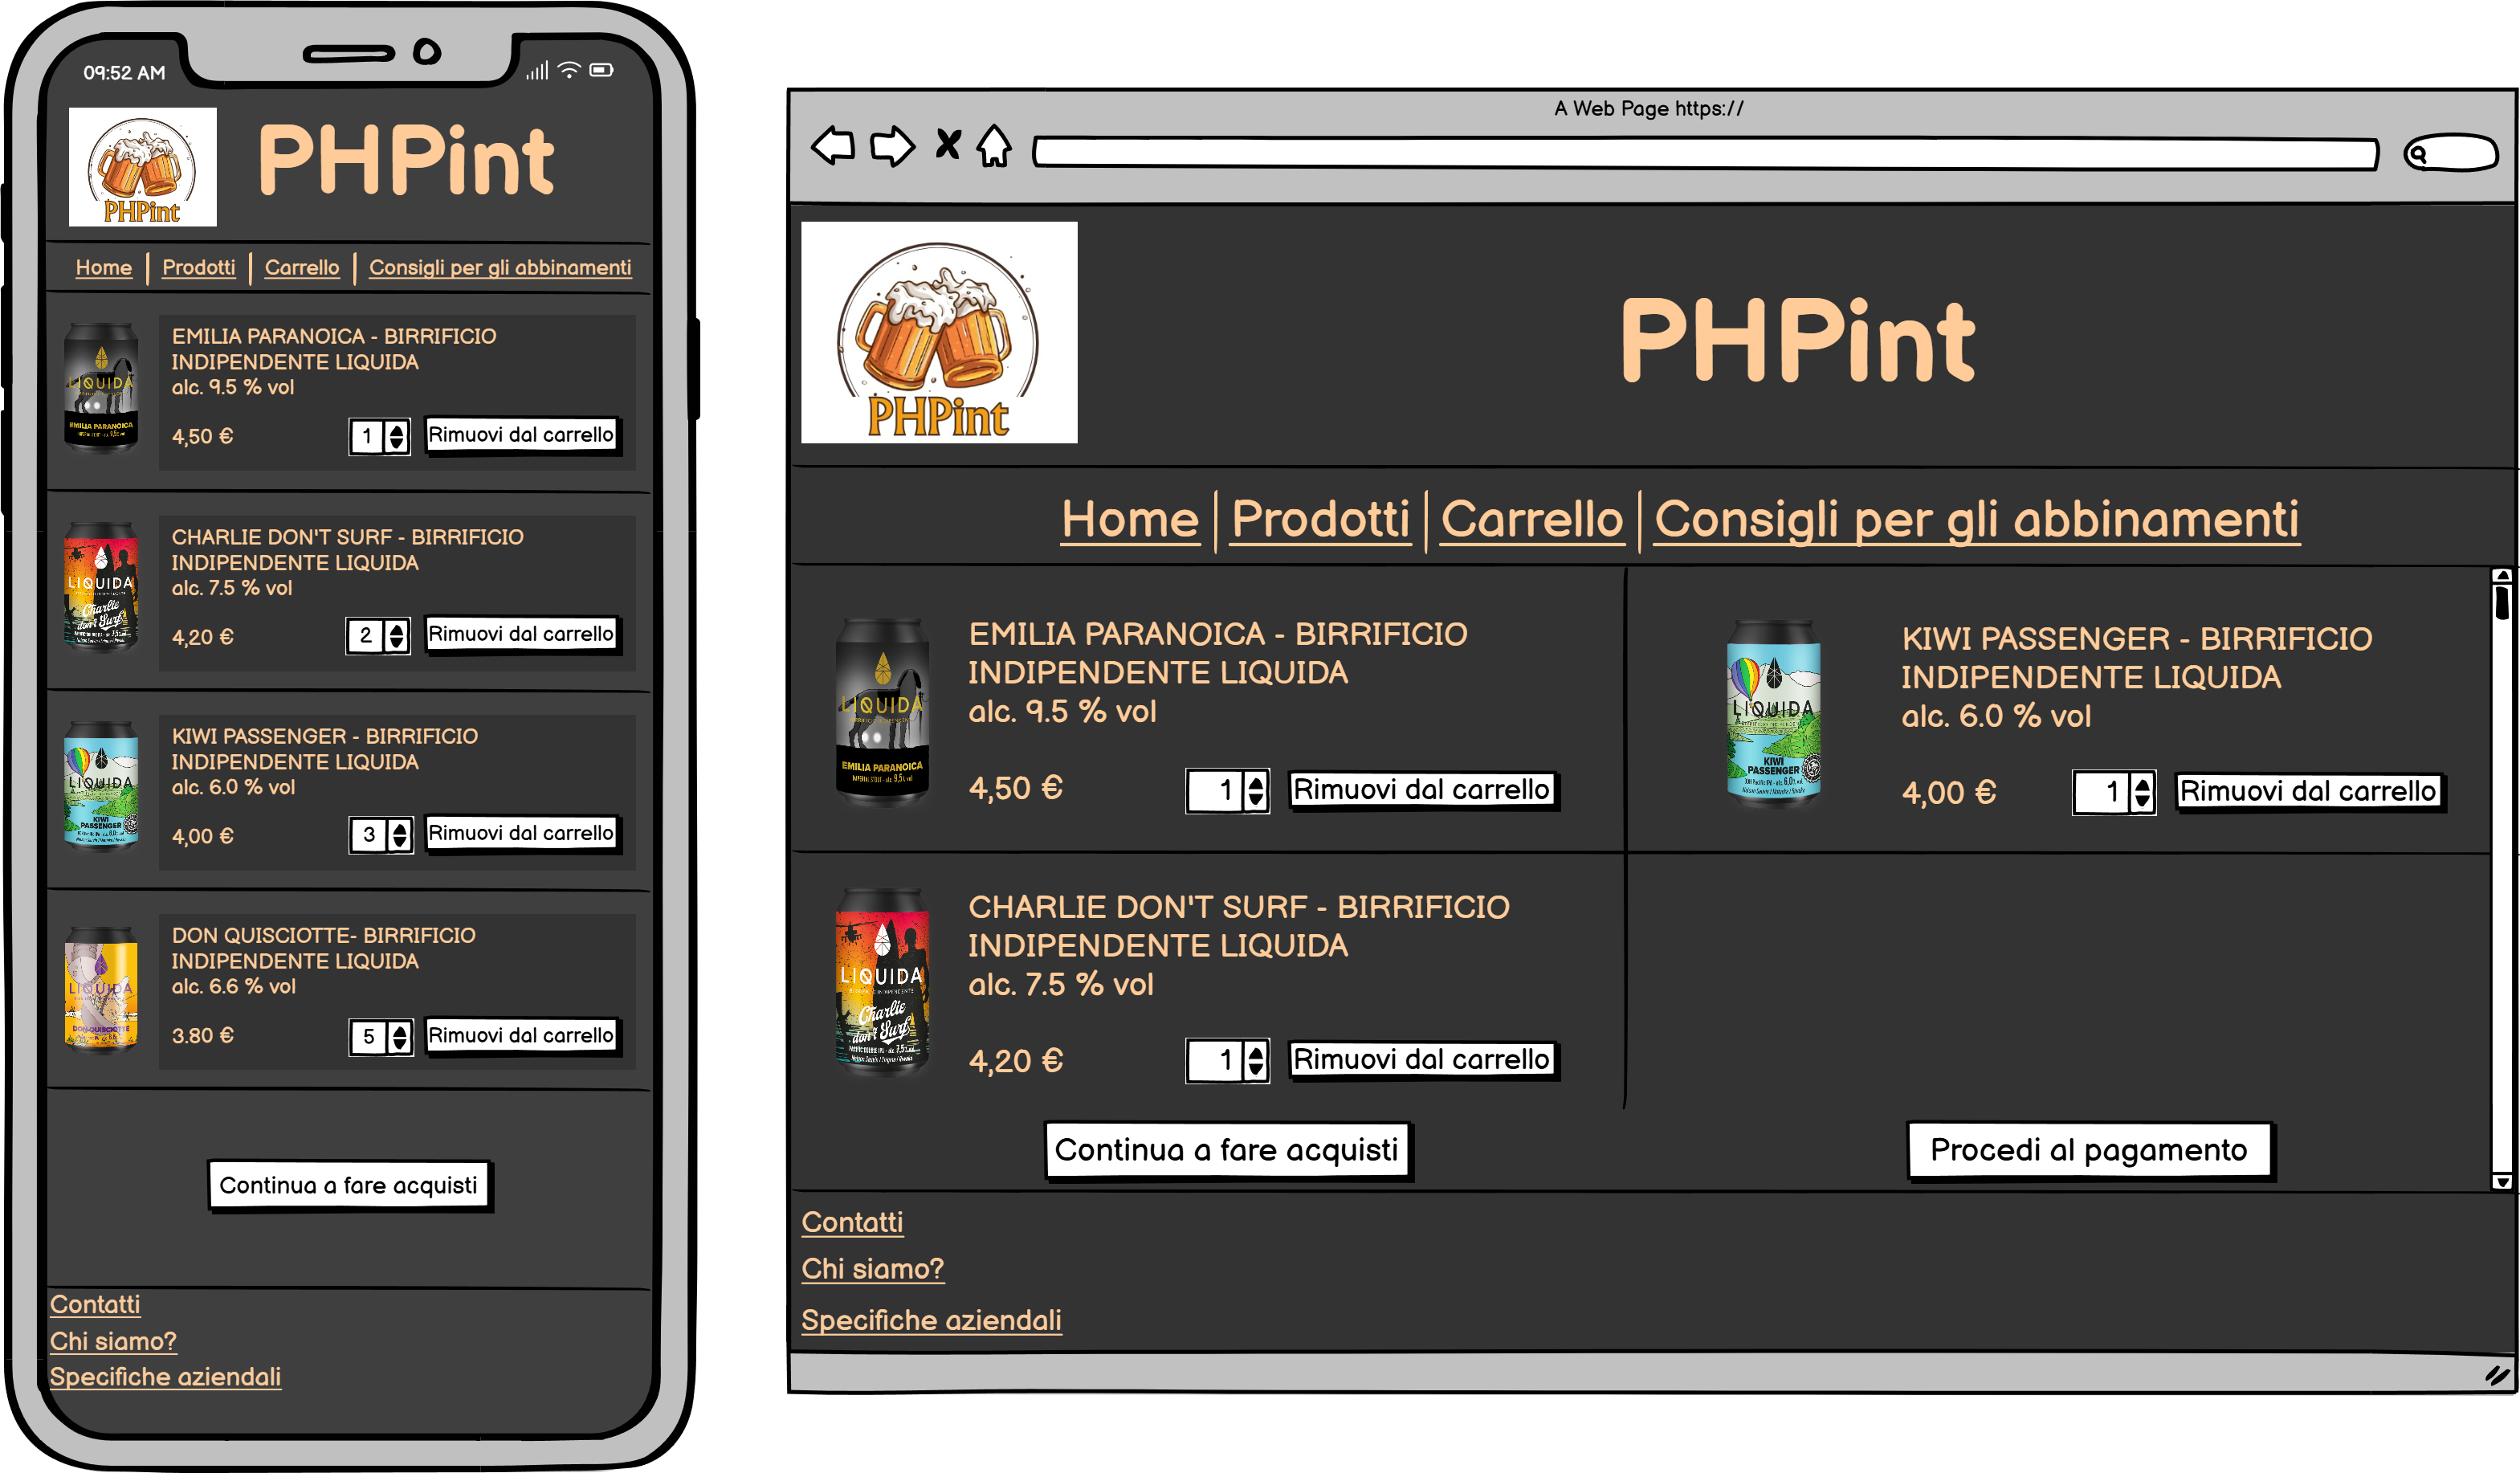 09:52 AM
PHPint
PHPint
Home
Prodotti
Carrello
Consigli per gli abbinamenti
LIQUIDA
EMILIA PARANOICA
EMILIA PARANOICA - BIRRIFICIO
INDIPENDENTE LIQUIDA
alc. 9.5 % vol
4,50 €
1
Rimuovi dal carrello
LIQUIDA
Charlie
don't Surf
CHARLIE DON'T SURF - BIRRIFICIO
INDIPENDENTE LIQUIDA
alc. 7.5 % vol
4,20 €
2
Rimuovi dal carrello
LIQUIDA
KIWI
PASSENGER
KIWI PASSENGER - BIRRIFICIO
INDIPENDENTE LIQUIDA
alc. 6.0 % vol
4,00 €
3
Rimuovi dal carrello
LIQUIDA
DON QUISCIOTTE
DON QUISCIOTTE- BIRRIFICIO
INDIPENDENTE LIQUIDA
alc. 6.6 % vol
3.80 €
5
Rimuovi dal carrello
Continua a fare acquisti
Contatti
Chi siamo?
Specifiche aziendali
A Web Page https://
PHPint
PHPint
Home
Prodotti
Carrello
Consigli per gli abbinamenti
LIQUIDA
EMILIA PARANOICA
IMPERIAL STOUT - alc 9,5% vol
EMILIA PARANOICA - BIRRIFICIO
INDIPENDENTE LIQUIDA
alc. 9.5 % vol
4,50 €
1
Rimuovi dal carrello
LIQUIDA
KIWI
PASSENGER
KIWI PASSENGER - BIRRIFICIO
INDIPENDENTE LIQUIDA
alc. 6.0 % vol
4,00 €
1
Rimuovi dal carrello
LIQUIDA
Charlie
don't Surf
CHARLIE DON'T SURF - BIRRIFICIO
INDIPENDENTE LIQUIDA
alc. 7.5 % vol
4,20 €
1
Rimuovi dal carrello
Continua a fare acquisti
Procedi al pagamento
Contatti
Chi siamo?
Specifiche aziendali